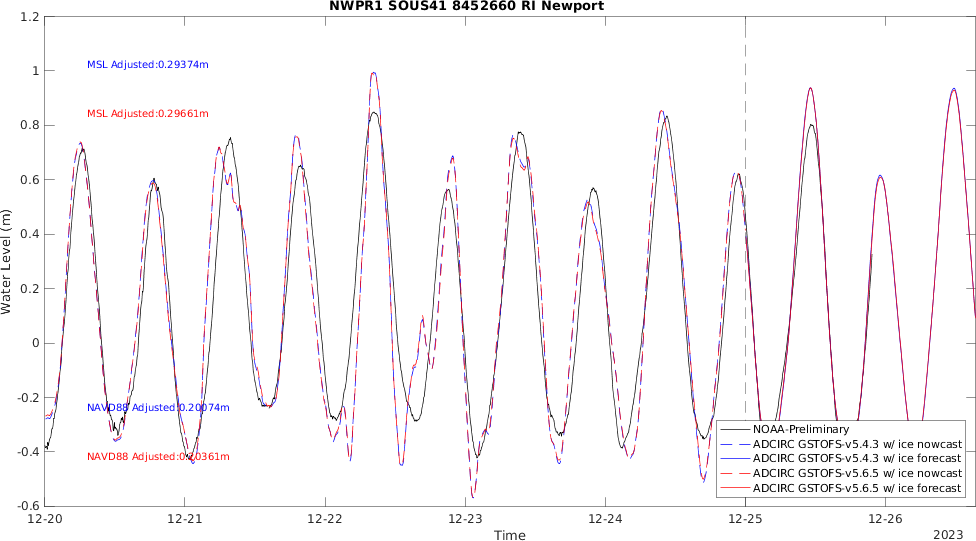 NWPR1 SOUS41 8452660 RI Newport
1.2
1
0.8
0.6
0.4
0.2
0
-0.2
-0.4
-0.6
Water Level (m)
MSL Adjusted:0.29374m
MSL Adjusted:0.29661m
NAVD88 Adjusted:0.20074m
NAVD88 Adjusted:0.20361m
NOAA-Preliminary
ADCIRC GSTOFS-v5.4.3 w/ ice nowcast
ADCIRC GSTOFS-v5.4.3 w/ ice forecast
ADCIRC GSTOFS-v5.6.5 w/ ice nowcast
ADCIRC GSTOFS-v5.6.5 w/ ice forecast
12-20 12-21 12-22 12-23 12-24 12-25 12-26
Time
2023